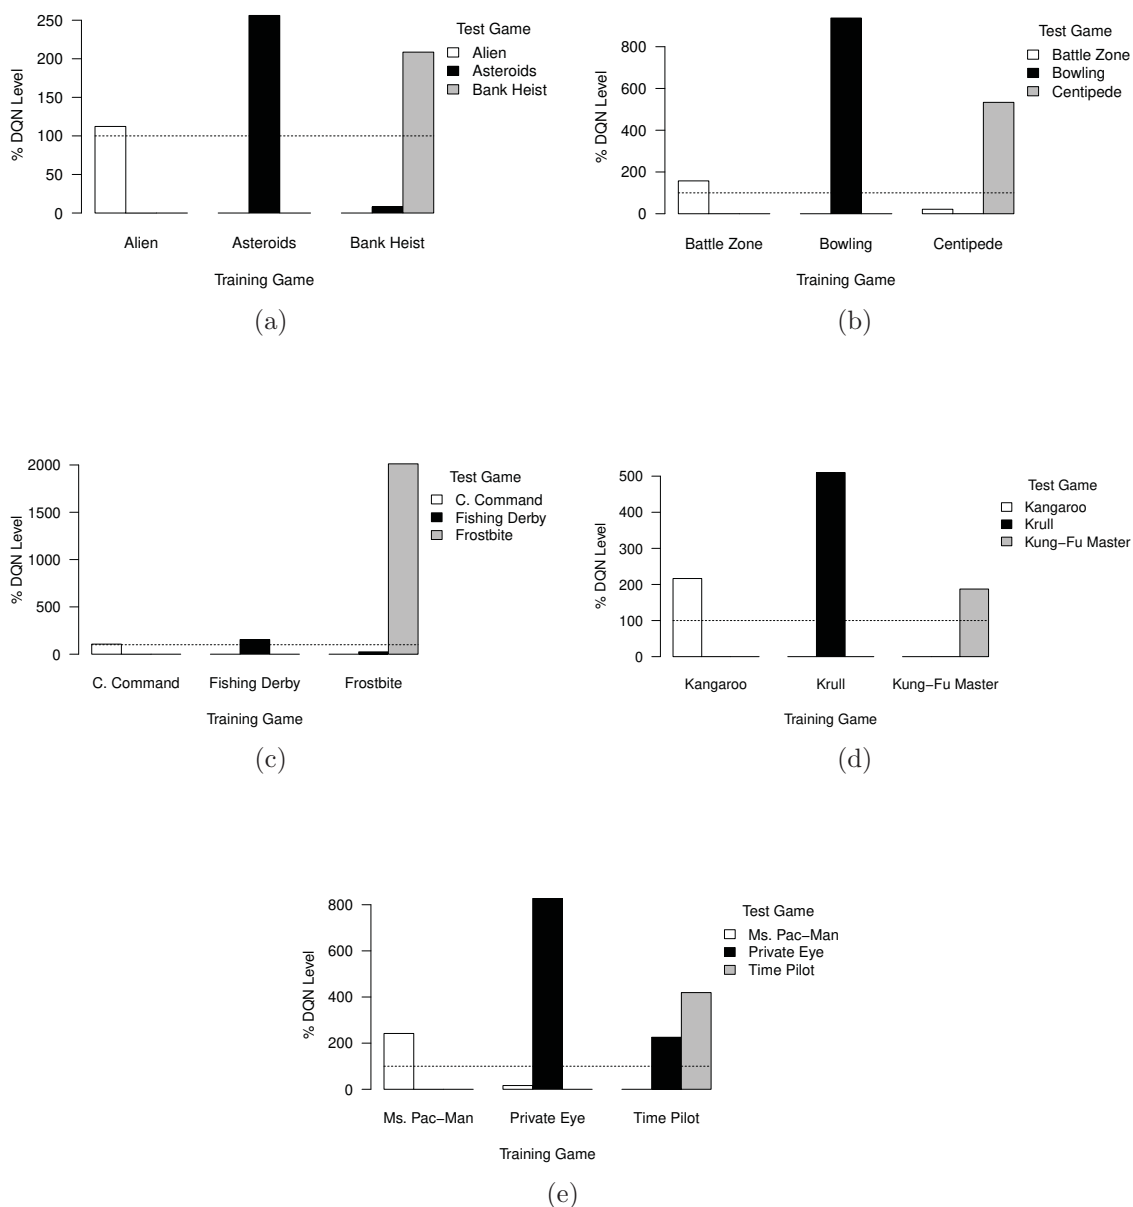 250
200
150
100
50
0
% DQN Level
Test Game
Alien
Asteroids
Bank Heist
Alien Asteroids Bank Heist
Training Game
(a)
800
600
400
200
0
% DQN Level
Test Game
Battle Zone
Bowling
Centipede
Battle Zone Bowling Centipede
Training Game
(b)
2000
1500
1000
500
0
% DQN Level
Test Game
C. Command
Fishing Derby
Frostbite
C. Command Fishing Derby Frostbite
Training Game
(c)
500
400
300
200
100
0
% DQN Level
Test Game
Kangaroo
Krull
Kung−Fu Master
Kangaroo Krull Kung−Fu Master
Training Game
(d)
800
600
400
200
0
% DQN Level
Test Game
Ms. Pac−Man
Private Eye
Time Pilot
Ms. Pac−Man Private Eye Time Pilot
Training Game
(e)